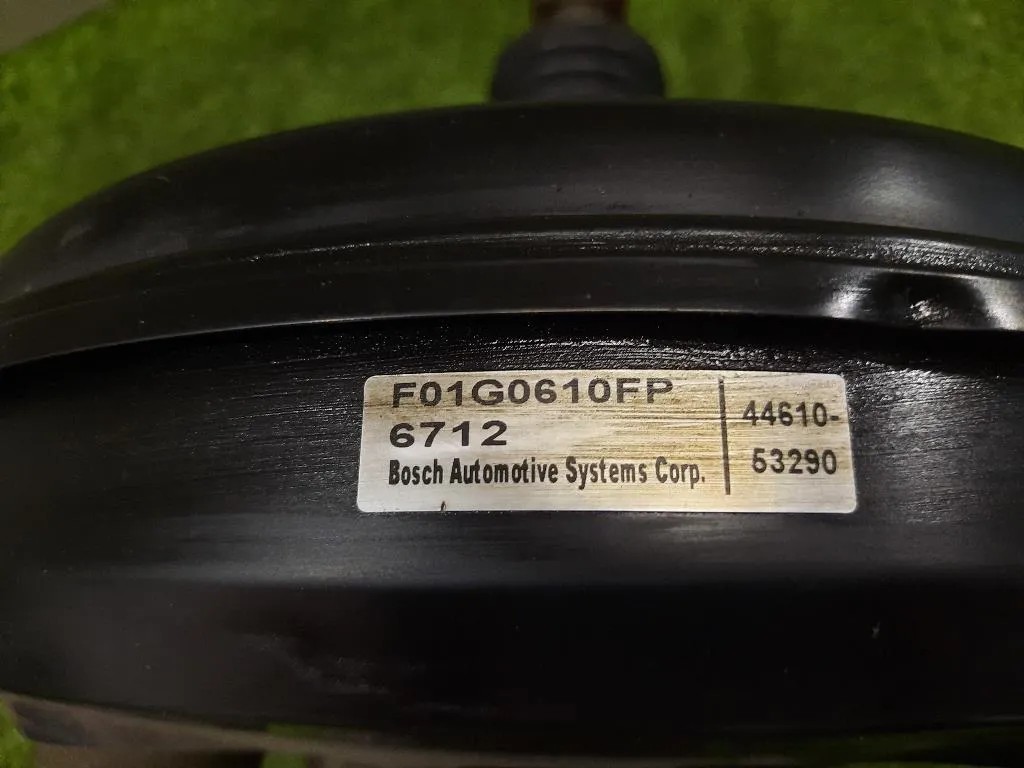 F01G0610FP
6712
Bosch Automotive Systems Corp.
44610-
53290